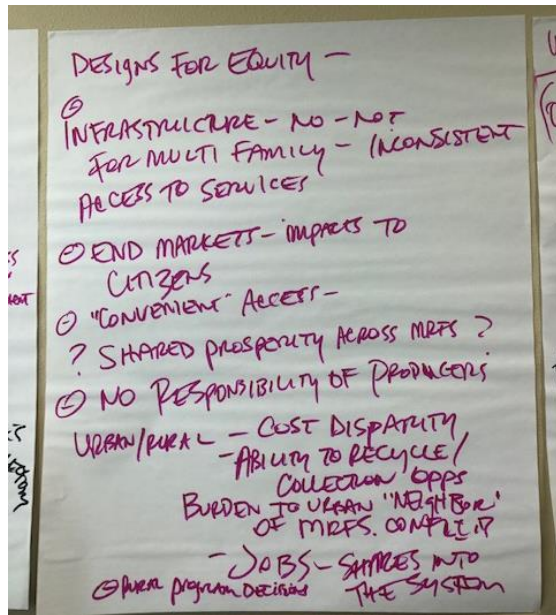 DESIGNS FOR EQUITY -
⊖
INFRASTRUCTURE - NO - NOT
FOR MULTI FAMILY - INCONSISTENT
ACCESS TO SERVICES
⊖ END MARKETS - IMPACTS TO
CITIZENS
⊖ "CONVENIENT" ACCESS -
? SHARED PROSPERITY ACROSS MRFS ?
⊖ NO RESPONSIBILITY OF PRODUCERS
URBAN/RURAL - COST DISPARITY
- ABILITY TO RECYCLE/
COLLECTION OPPS
BURDEN TO URBAN "NEIGHBOR"
OF MRFS.
- JOBS - SHARES INTO
THE SYSTEM
⊖ RURAL PROGRAM DECISIONS